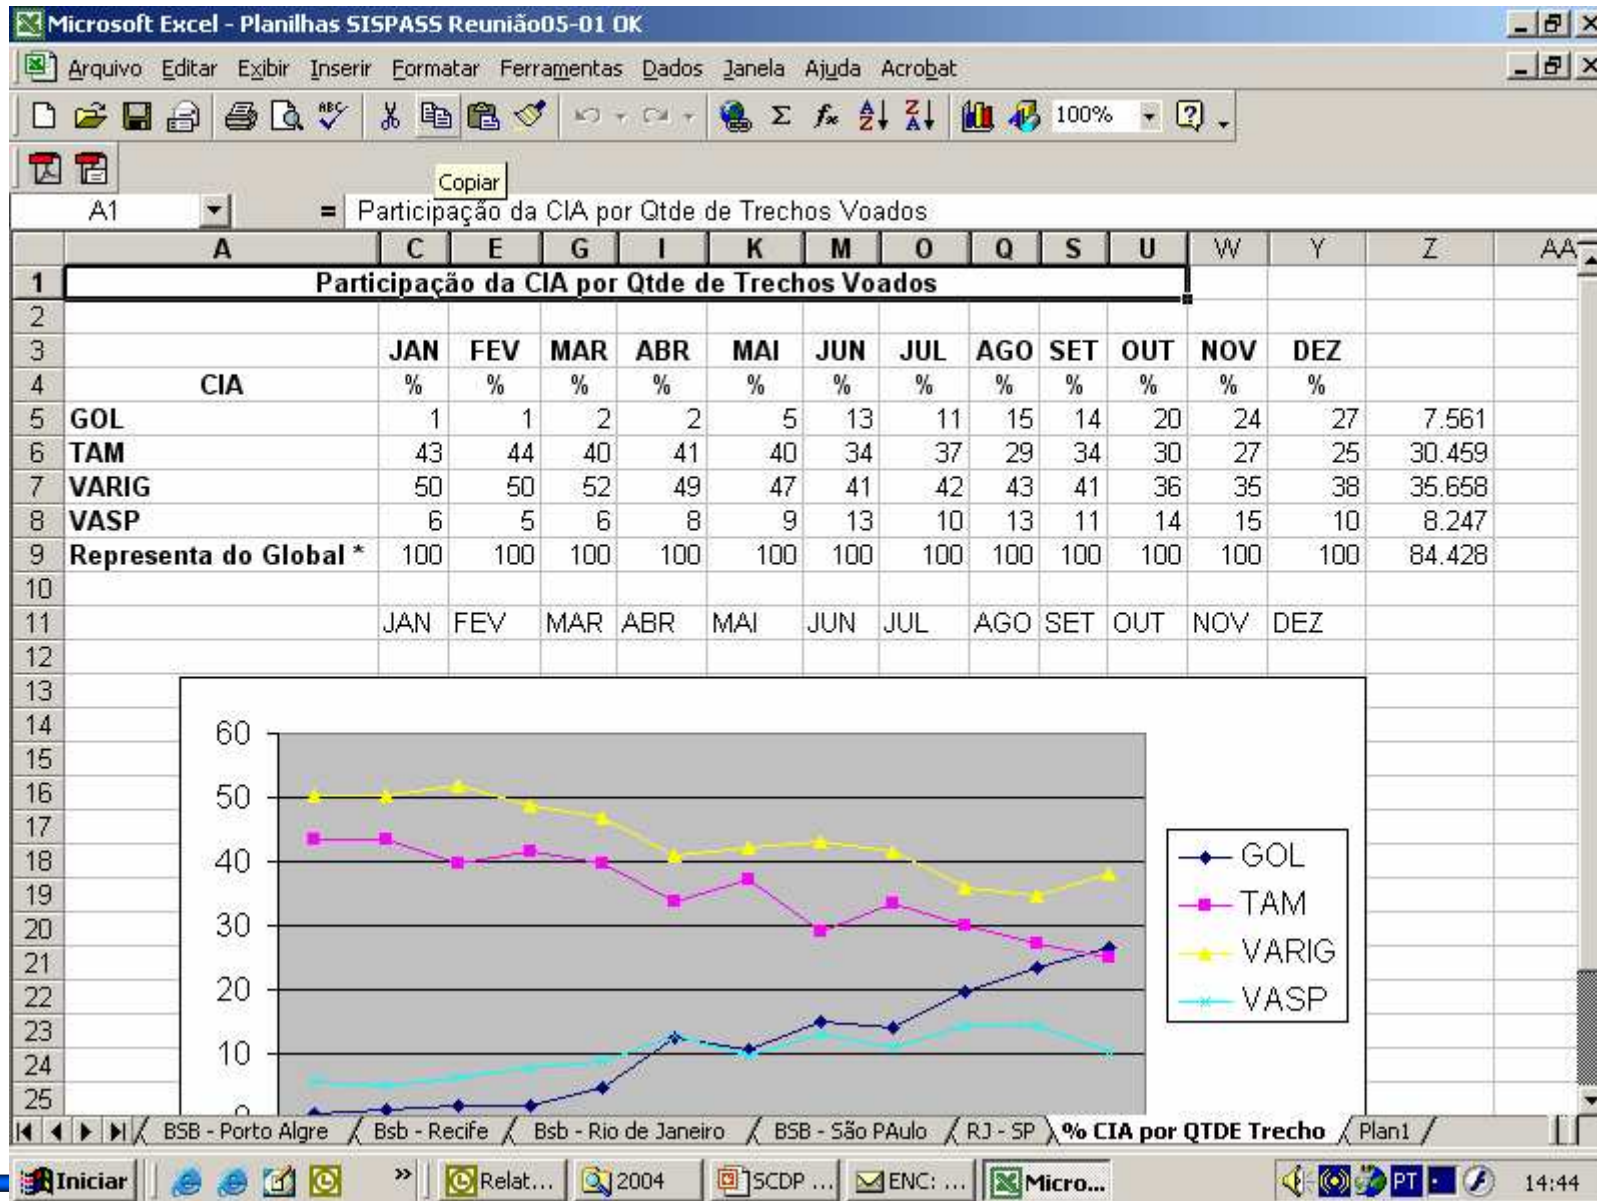 Microsoft Excel - Planilhas SISPASS Reunião05-01 OK
Arquivo Editar Exibir Inserir Formatar Ferramentas Dados Janela Ajuda Acrobat
100%
Copiar
A1 = Participação da CIA por Qtde de Trechos Voados
A C E G I K M O Q S U W Y Z AA
1 Participação da CIA por Qtde de Trechos Voados
2
3 JAN FEV MAR ABR MAI JUN JUL AGO SET OUT NOV DEZ
4 CIA % % % % % % % % % % % %
5 GOL 1 1 2 2 5 13 11 15 14 20 24 27 7.561
6 TAM 43 44 40 41 40 34 37 29 34 30 27 25 30.459
7 VARIG 50 50 52 49 47 41 42 43 41 36 35 38 35.658
8 VASP 6 5 6 8 9 13 10 13 11 14 15 10 8.247
9 Representa do Global * 100 100 100 100 100 100 100 100 100 100 100 100 84.428
10
11 JAN FEV MAR ABR MAI JUN JUL AGO SET OUT NOV DEZ
12
13
14 60
15
16 50
17
18 40 GOL
19 TAM
20 30
21 VARIG
22 20 VASP
23
24 10
25 0
BSB - Porto Algre Bsb - Recife Bsb - Rio de Janeiro BSB - São PAulo RJ - SP % CIA por QTDE Trecho Plan1
Iniciar » Relat... 2004 SCDP ... ENC: ... Micro... PT 14:44